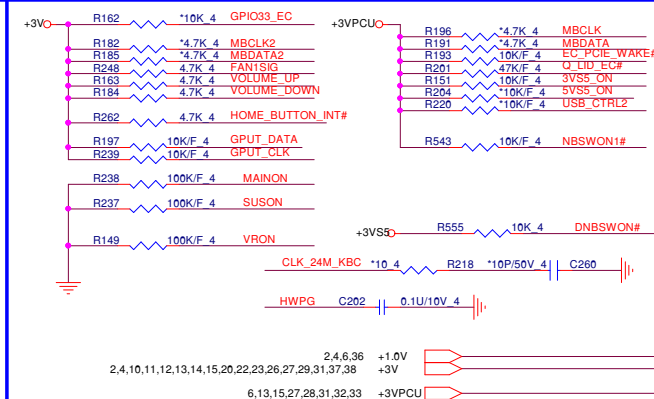 +3V
R162 *10K_4 GPIO33_EC
R182 *4.7K_4 MBCLK2
R185 *4.7K_4 MBDATA2
R248 4.7K_4 FAN1SIG
R163 4.7K_4 VOLUME_UP
R184 4.7K_4 VOLUME_DOWN
R262 4.7K_4 HOME_BUTTON_INT#
R197 10K/F_4 GPUT_DATA
R239 10K/F_4 GPUT_CLK
R238 100K/F_4 MAINON
R237 100K/F_4 SUSON
R149 100K/F_4 VRON
+3VPCU
R196 *4.7K_4 MBCLK
R191 *4.7K_4 MBDATA
R193 10K/F_4 EC_PCIE_WAKE#
R201 47K/F_4 Q_LID_EC#
R151 10K/F_4 3VS5_ON
R204 *10K/F_4 5VS5_ON
R220 *10K/F_4 USB_CTRL2
R543 10K/F_4 NBSWON1#
+3VS5 R555 10K_4 DNBSWON#
CLK_24M_KBC *10_4 R218 *10P/50V_4 C260
HWPG C202 0.1U/10V_4
2,4,6,36 +1.0V
2,4,10,11,12,13,14,15,20,22,23,26,27,29,31,37,38 +3V
6,13,15,27,28,31,32,33 +3VPCU